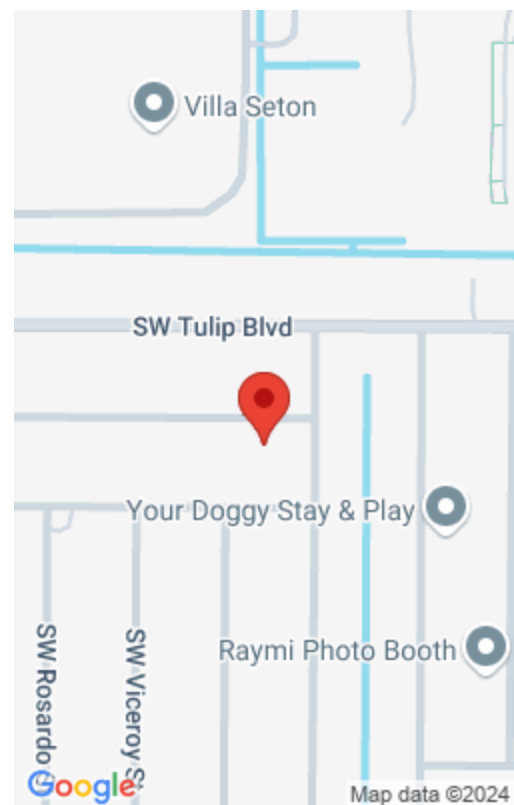 Villa Seton
SW Tulip Blvd
Your Doggy Stay & Play
Raymi Photo Booth
SW Rosardo
SW Viceroy S
Google
Map data ©2024